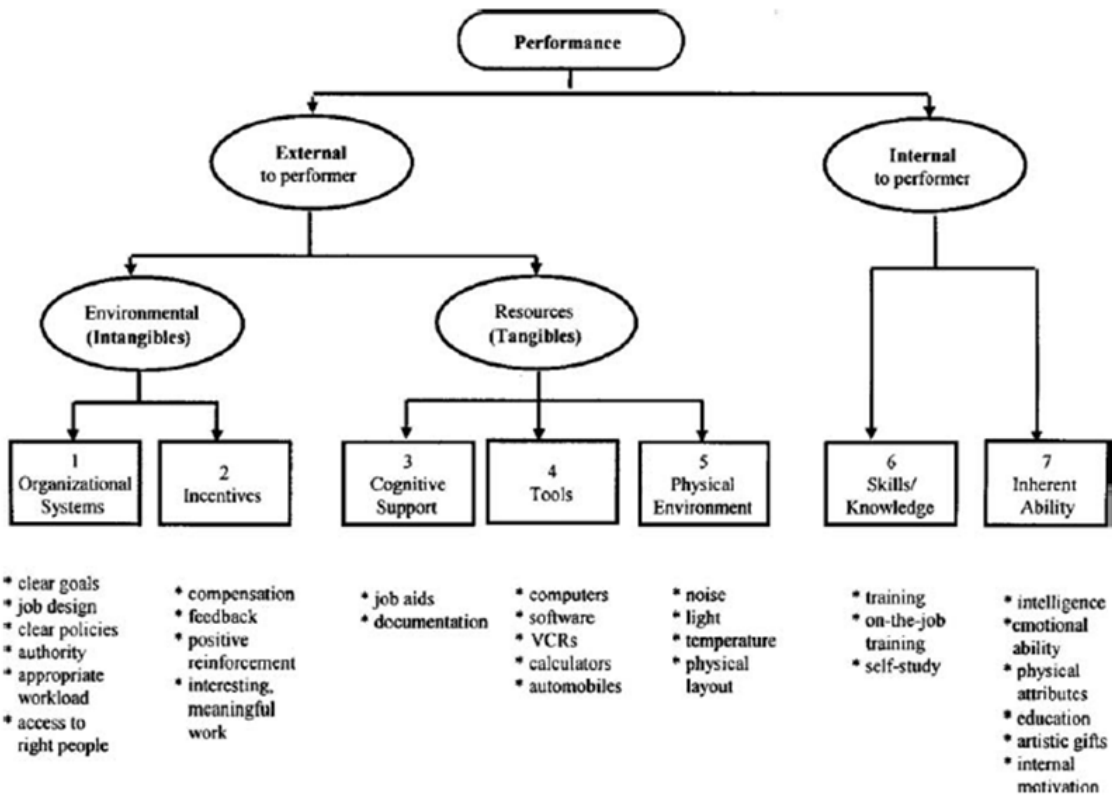 Performance
External
to performer
Internal
to performer
Environmental
(Intangibles)
Resources
(Tangibles)
1
Organizational
Systems
2
Incentives
3
Cognitive
Support
4
Tools
5
Physical
Environment
6
Skills/
Knowledge
7
Inherent
Ability
* clear goals
* job design
* clear policies
* authority
* appropriate
workload
* access to
right people
* compensation
* feedback
* positive
reinforcement
* interesting,
meaningful
work
* job aids
* documentation
* computers
* software
* VCRs
* calculators
* automobiles
* noise
* light
* temperature
* physical
layout
* training
* on-the-job
training
* self-study
* intelligence
*emotional
ability
* physical
attributes
* education
* artistic gifts
* internal
motivation